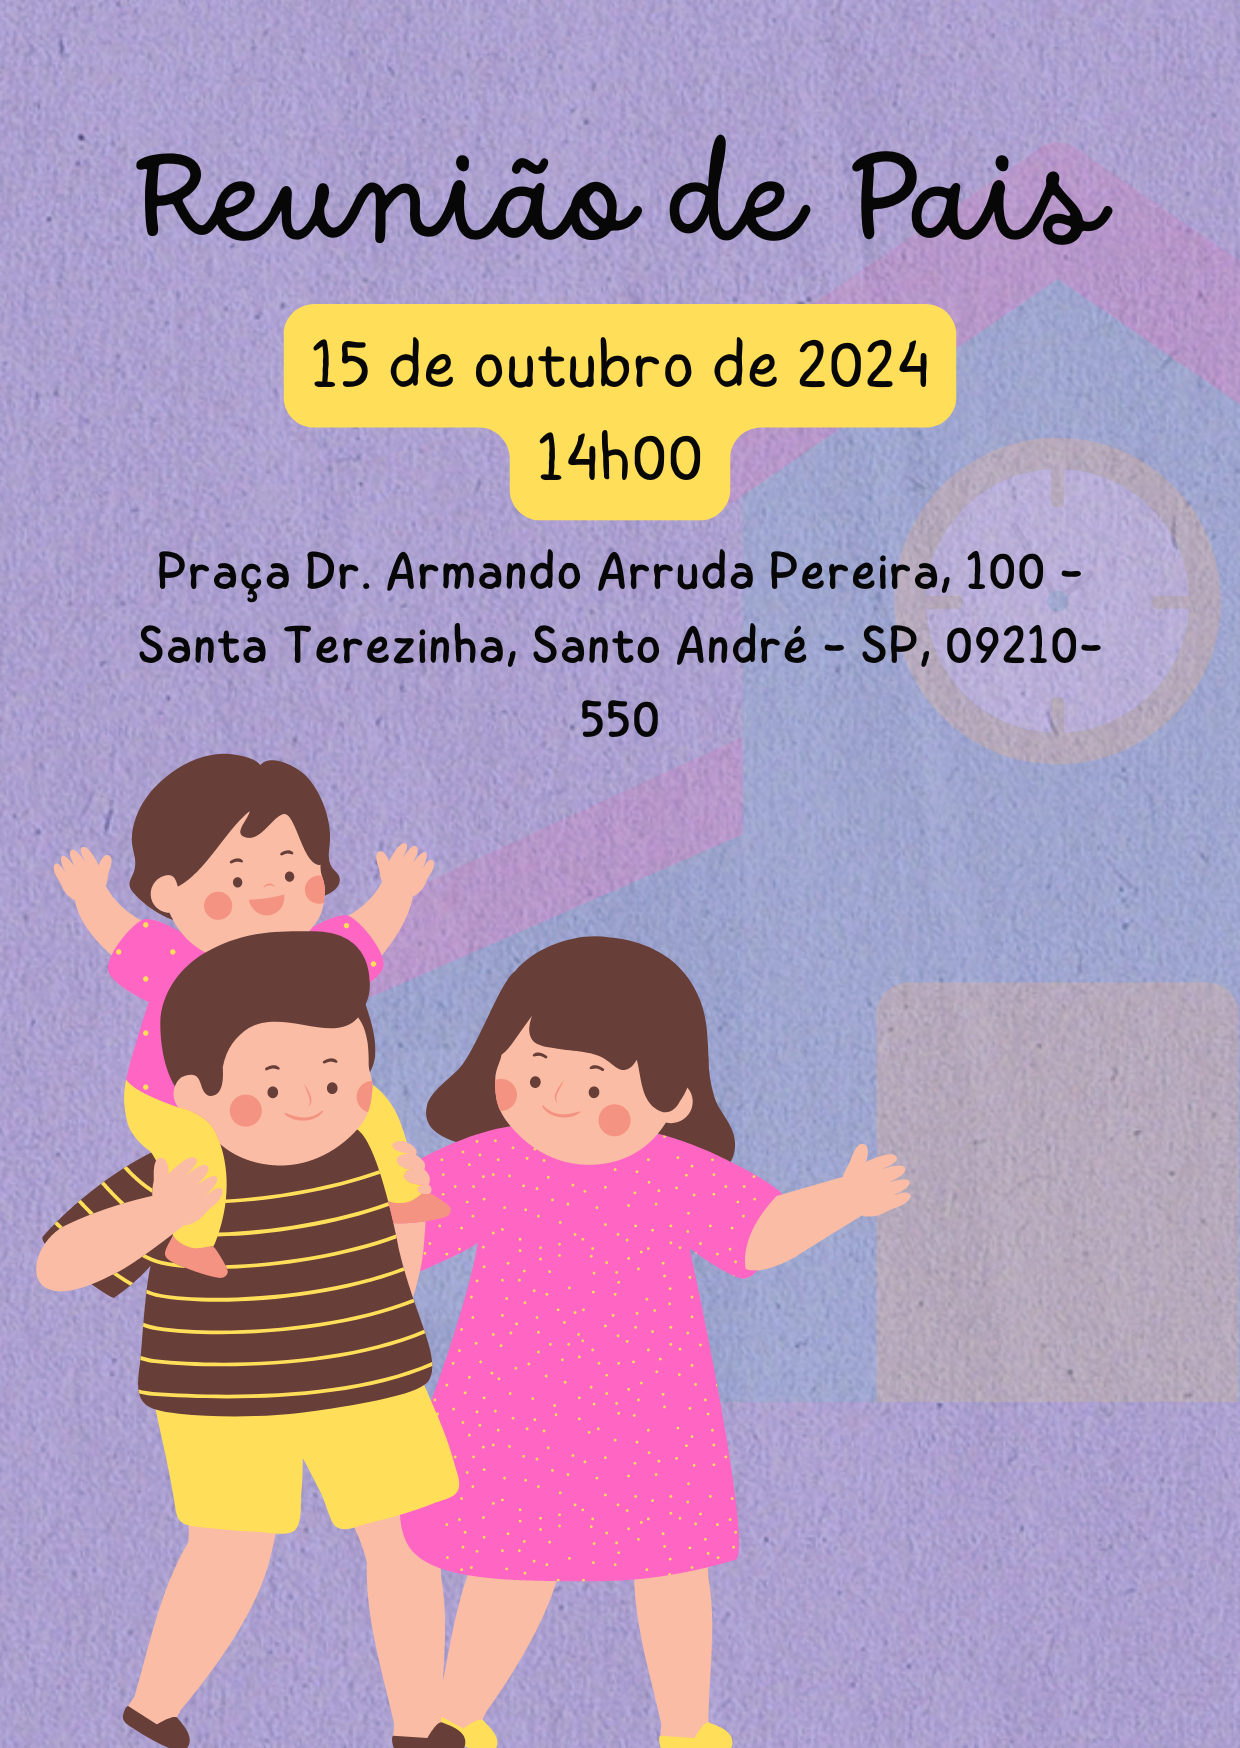 Reunião de Pais
15 de outubro de 2024
14h00
Praça Dr. Armando Arruda Pereira, 100 -
Santa Terezinha, Santo André - SP, 09210-
550